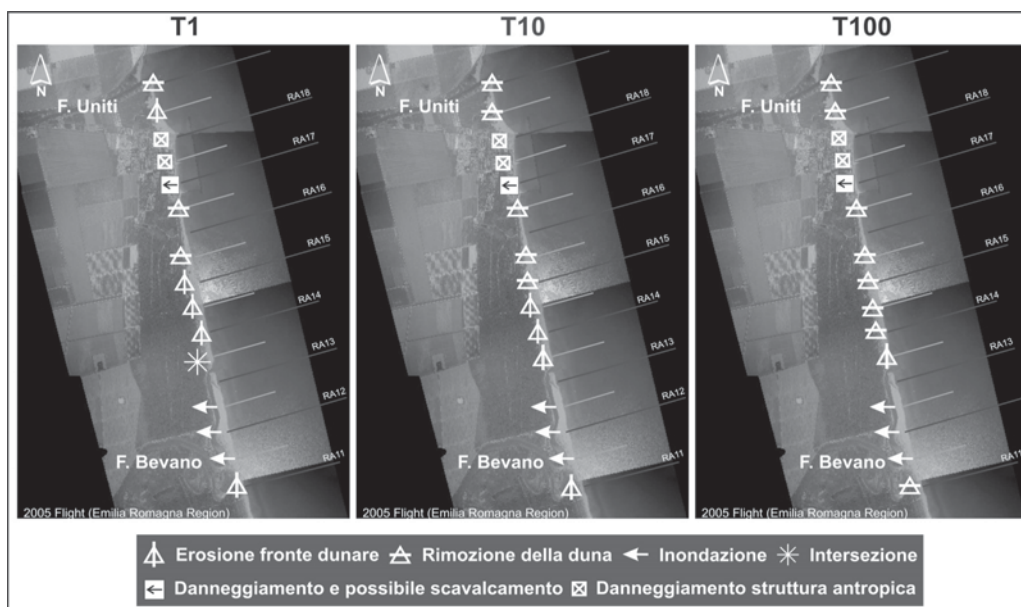 T1 T10 T100
N N N
F. Uniti F. Uniti F. Uniti
RA18 RA18 RA18
RA17 RA17 RA17
RA16 RA16 RA16
RA15 RA15 RA15
RA14 RA14 RA14
RA13 RA13 RA13
RA12 RA12 RA12
F. Bevano F. Bevano F. Bevano
RA11 RA11 RA11
2005 Flight (Emilia Romagna Region) 2005 Flight (Emilia Romagna Region) 2005 Flight (Emilia Romagna Region)
Erosione fronte dunare Rimozione della duna Inondazione Intersezione
Danneggiamento e possibile scavalcamento Danneggiamento struttura antropica